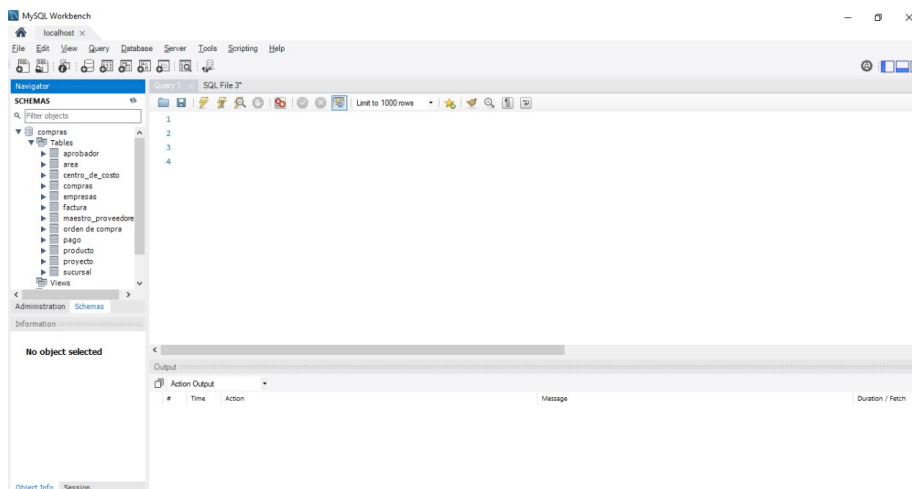 MySQL Workbench
localhost
File Edit View Query Database Server Tools Scripting Help
Navigator
Query 1 SQL File 3*
SCHEMAS
Filter objects
Limit to 1000 rows
1
2
3
4
compras
Tables
aprobador
area
centro_de_costo
compras
empresas
factura
maestro_proveedore
orden de compra
pago
producto
proyecto
sucursal
Views
Administration Schemas
Information
No object selected
Output
Action Output
# Time Action Message Duration / Fetch
Object Info Session